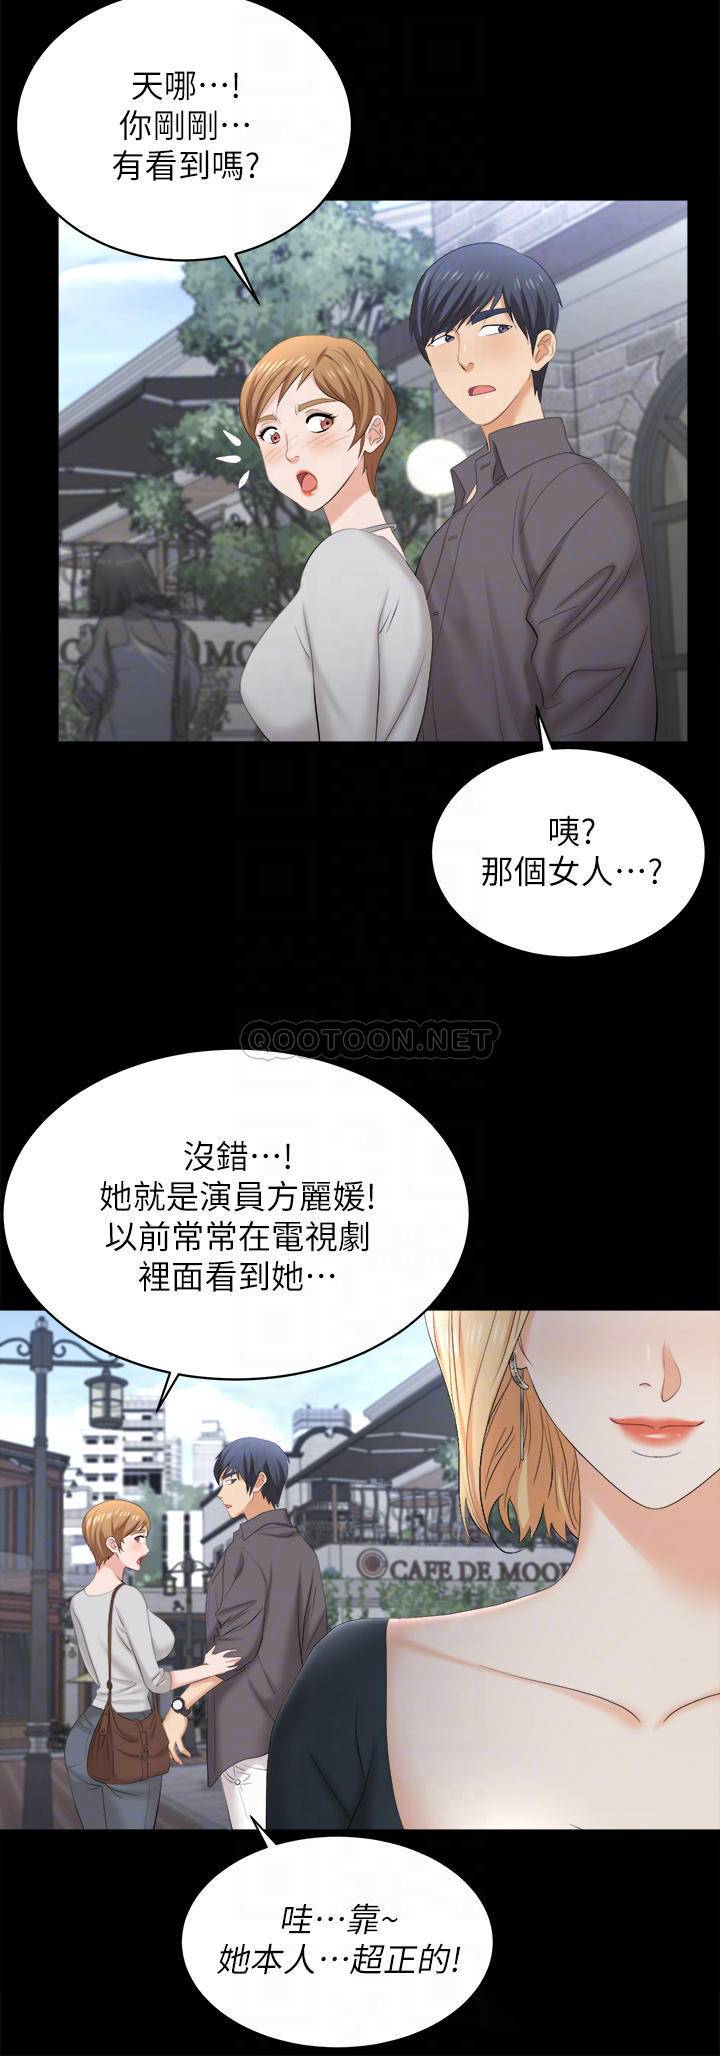 天哪…!
你剛剛…
有看到嗎?
C
MOO
咦?
那個女人…?
QOOTOON.NET
沒錯…!
她就是演員方麗媛!
以前常常在電視劇
裡面看到她…
CAFE DE MOO
哇…靠~
她本人…超正的!